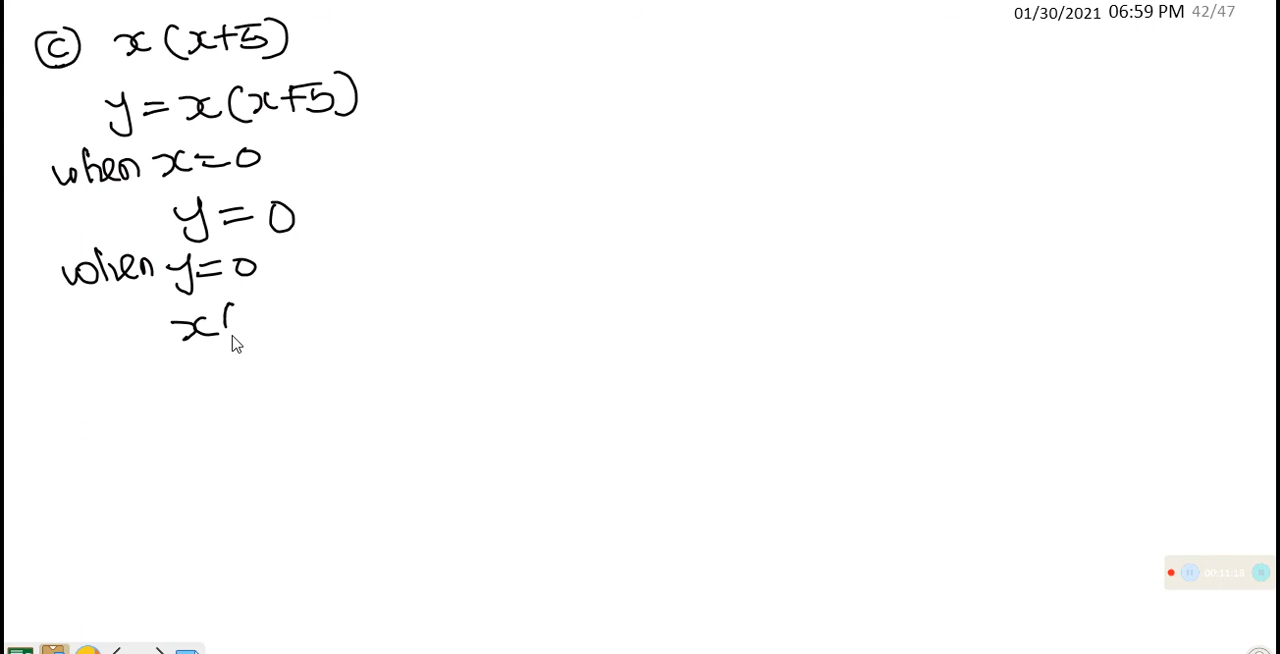 01/30/2021 06:59 PM 42/47
Ⓒ x(x+5)
y=x(x+5)
when x=0
y=0
when y=0
x(